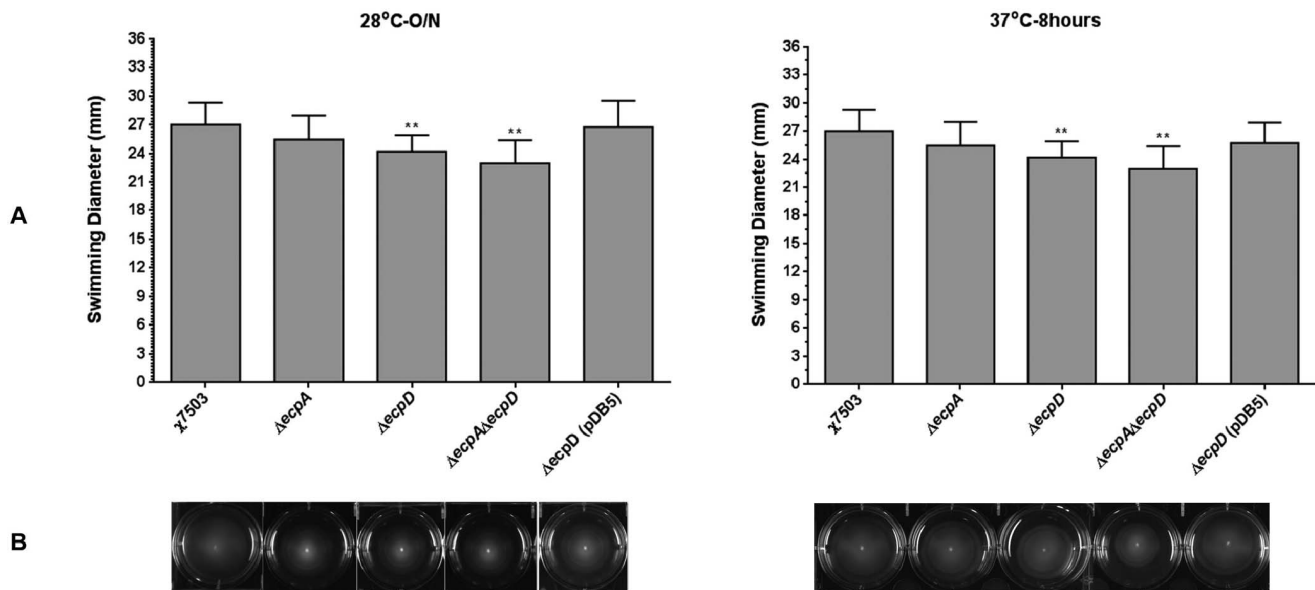 28°C-O/N
36
33
30
27
24
21
18
15
12
9
6
3
0
Swimming Diameter (mm)
**
**
χ7503
ΔecpA
ΔecpD
ΔecpAΔecpD
ΔecpD (pDB5)
37°C-8hours
36
33
30
27
24
21
18
15
12
9
6
3
0
Swimming Diameter (mm)
**
**
χ7503
ΔecpA
ΔecpD
ΔecpAΔecpD
ΔecpD (pDB5)
A
B